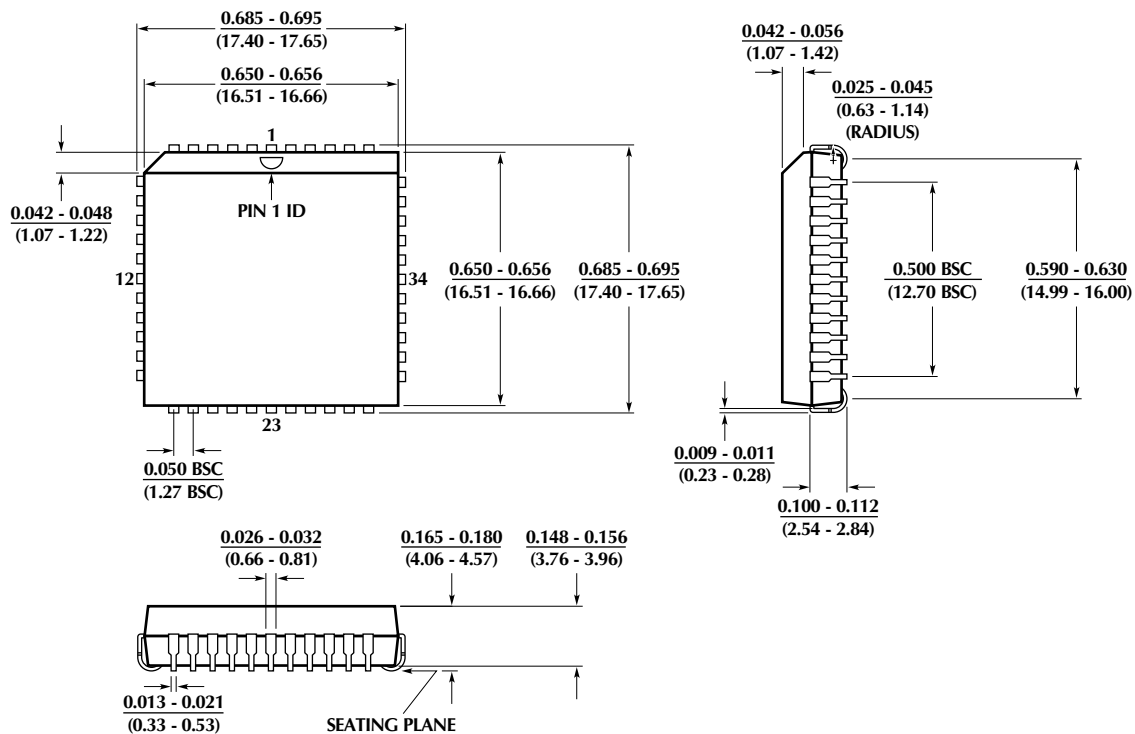 0.685 - 0.695
(17.40 - 17.65)
0.650 - 0.656
(16.51 - 16.66)
1
PIN 1 ID
0.042 - 0.048
(1.07 - 1.22)
12
34
0.650 - 0.656
(16.51 - 16.66)
0.685 - 0.695
(17.40 - 17.65)
23
0.050 BSC
(1.27 BSC)
0.042 - 0.056
(1.07 - 1.42)
0.025 - 0.045
(0.63 - 1.14)
(RADIUS)
0.500 BSC
(12.70 BSC)
0.590 - 0.630
(14.99 - 16.00)
0.009 - 0.011
(0.23 - 0.28)
0.100 - 0.112
(2.54 - 2.84)
0.026 - 0.032
(0.66 - 0.81)
0.165 - 0.180
(4.06 - 4.57)
0.148 - 0.156
(3.76 - 3.96)
0.013 - 0.021
(0.33 - 0.53)
SEATING PLANE